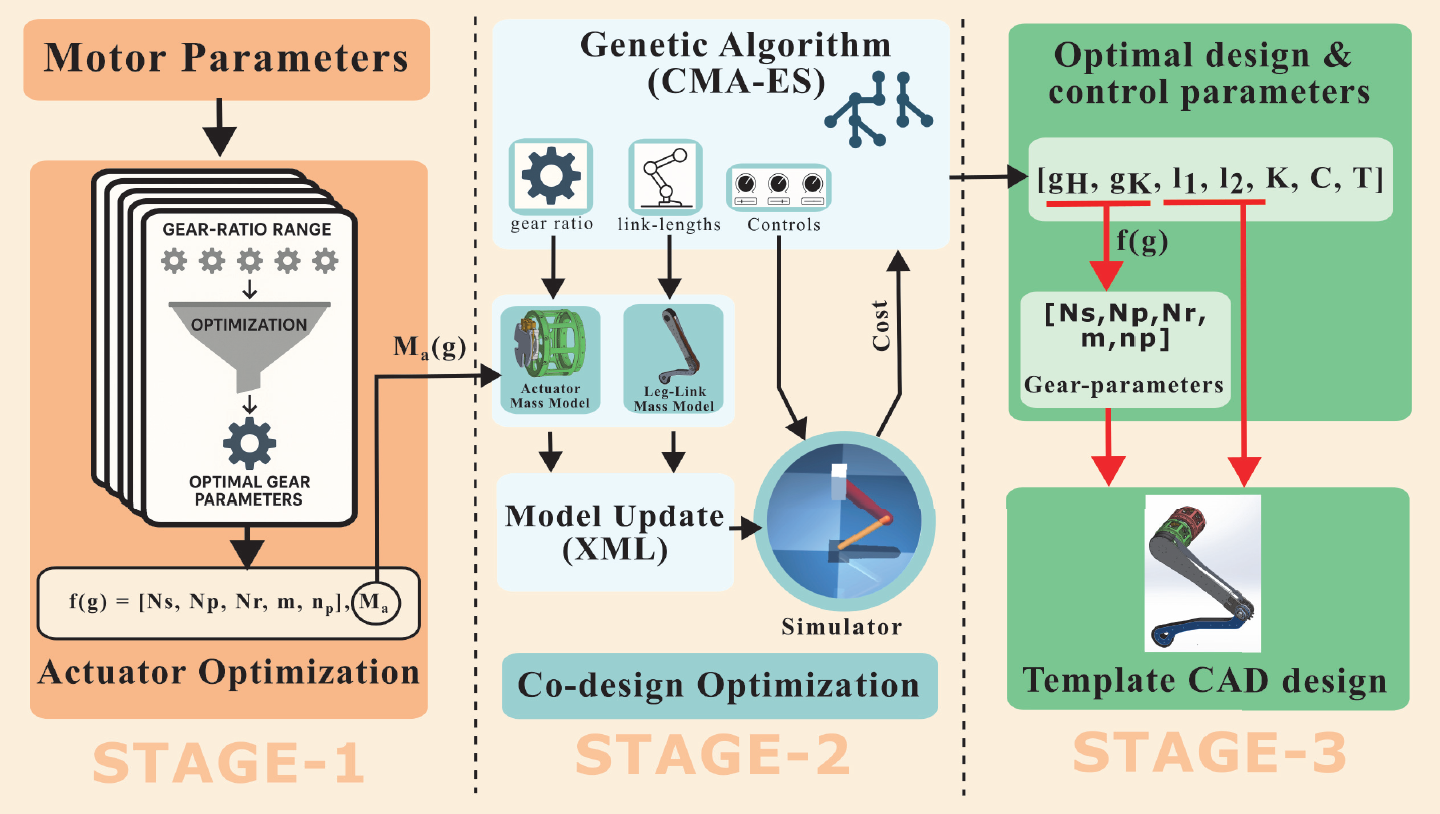 Motor Parameters
GEAR-RATIO RANGE
OPTIMIZATION
OPTIMAL GEAR
PARAMETERS
f(g) = [Ns, Np, Nr, m, nₚ], Mₐ
Actuator Optimization
STAGE-1
Mₐ(g)
Genetic Algorithm
(CMA-ES)
gear ratio
link-lengths
Controls
Actuator
Mass Model
Leg-Link
Mass Model
Cost
Model Update
(XML)
Simulator
Co-design Optimization
STAGE-2
Optimal design &
control parameters
[gH, gK, l1, l2, K, C, T]
f(g)
[Ns,Np,Nr,
m,np]
Gear-parameters
Template CAD design
STAGE-3